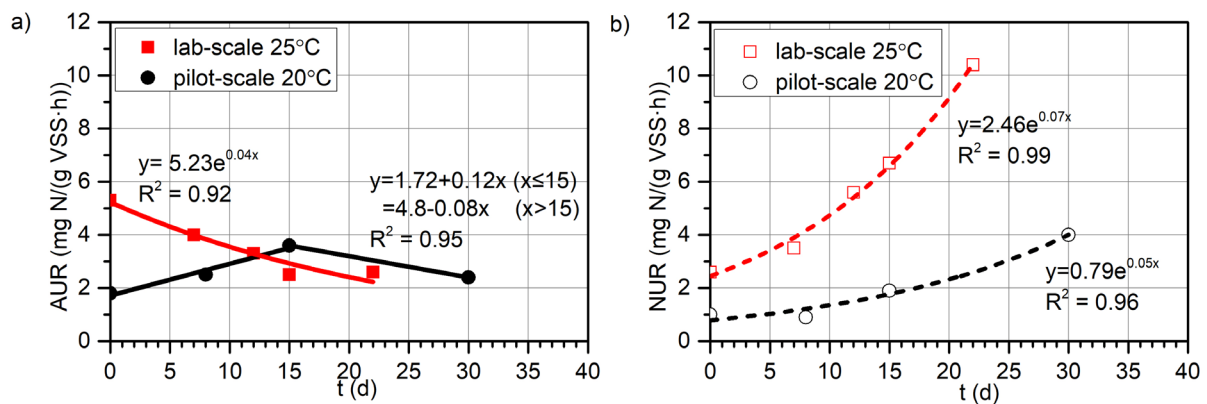 a)
AUR (mg N/(g VSS·h))
12
10
8
6
4
2
0
lab-scale 25°C
pilot-scale 20°C
y= 5.23e^0.04x
R² = 0.92
y=1.72+0.12x (x≤15)
=4.8-0.08x (x>15)
R² = 0.95
0 5 10 15 20 25 30 35 40
t (d)
b)
NUR (mg N/(g VSS·h))
12
10
8
6
4
2
0
lab-scale 25°C
pilot-scale 20°C
y=2.46e^0.07x
R² = 0.99
y=0.79e^0.05x
R² = 0.96
0 5 10 15 20 25 30 35 40
t (d)